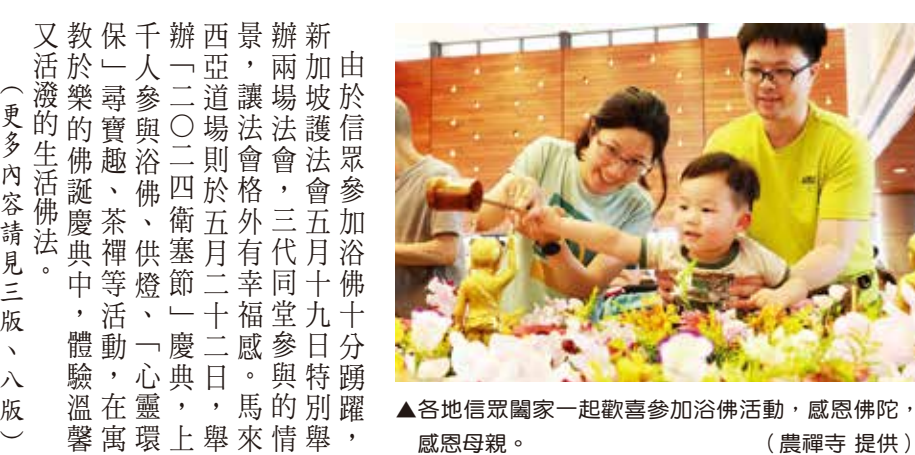 由於信眾參加浴佛十分踴躍，
新加坡護法會五月十九日特別舉
辦兩場法會，三代同堂參與的情
景，讓法會格外有幸福感。馬來
西亞道場則於五月二十二日，舉
辦「二〇二四衛塞節」慶典，上
千人參與浴佛、供燈、「心靈環
保」尋寶趣、茶禪等活動，在寓
教於樂的佛誕慶典中，體驗溫馨
又活潑的生活佛法。
（更多內容請見三版、八版）
▲各地信眾闔家一起歡喜參加浴佛活動，感恩佛陀，
感恩母親。（農禪寺 提供）